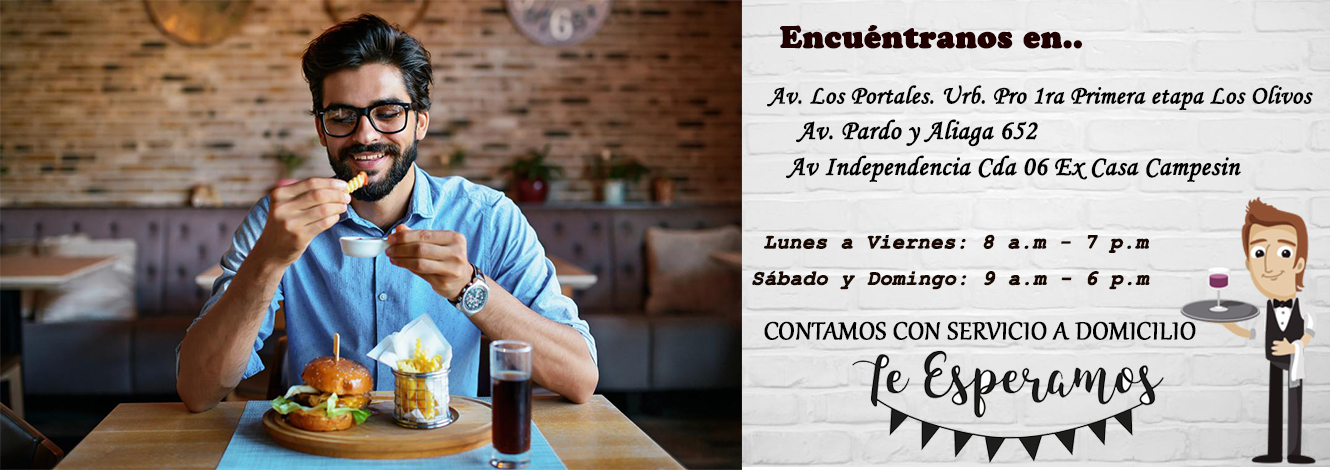 Encuéntranos en..
Av. Los Portales. Urb. Pro 1ra Primera etapa Los Olivos
Av. Pardo y Aliaga 652
Av Independencia Cda 06 Ex Casa Campesin
Lunes a Viernes: 8 a.m - 7 p.m
Sábado y Domingo: 9 a.m - 6 p.m
CONTAMOS CON SERVICIO A DOMICILIO
Te Esperamos